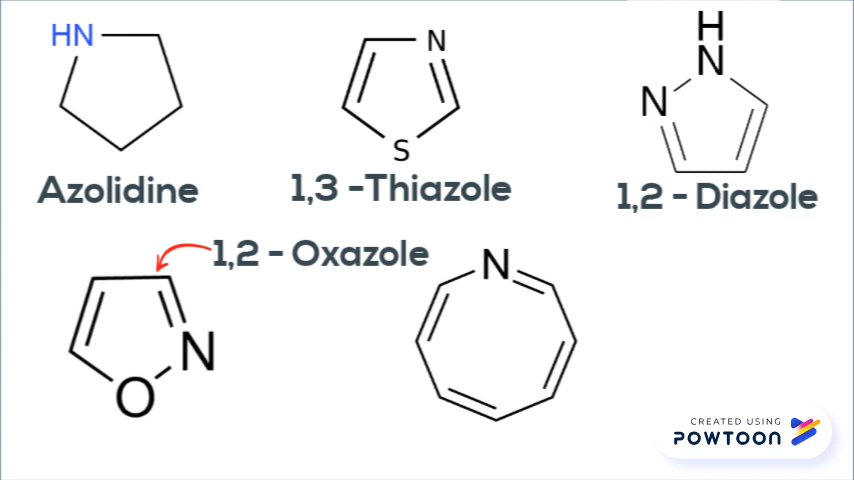 HN
N
S
H
N
N
Azolidine
1,3 -Thiazole
1,2 - Diazole
1,2 - Oxazole
N
O
N
CREATED USING
POWTOON